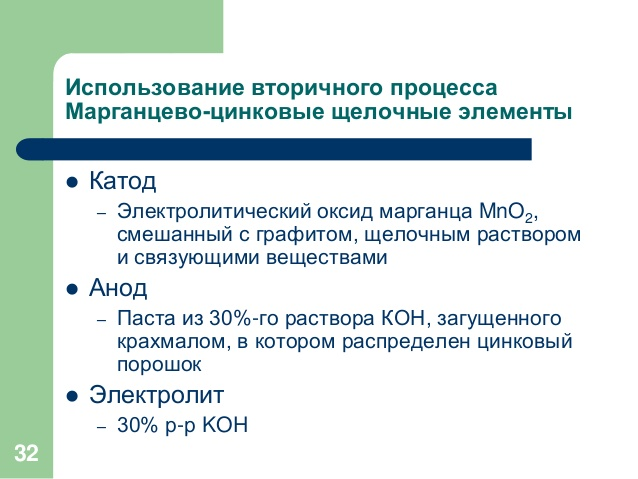 Использование вторичного процесса
Марганцево-цинковые щелочные элементы
● Катод
– Электролитический оксид марганца MnO₂,
смешанный с графитом, щелочным раствором
и связующими веществами
● Анод
– Паста из 30%-го раствора КОН, загущенного
крахмалом, в котором распределен цинковый
порошок
● Электролит
– 30% р-р КОН
32